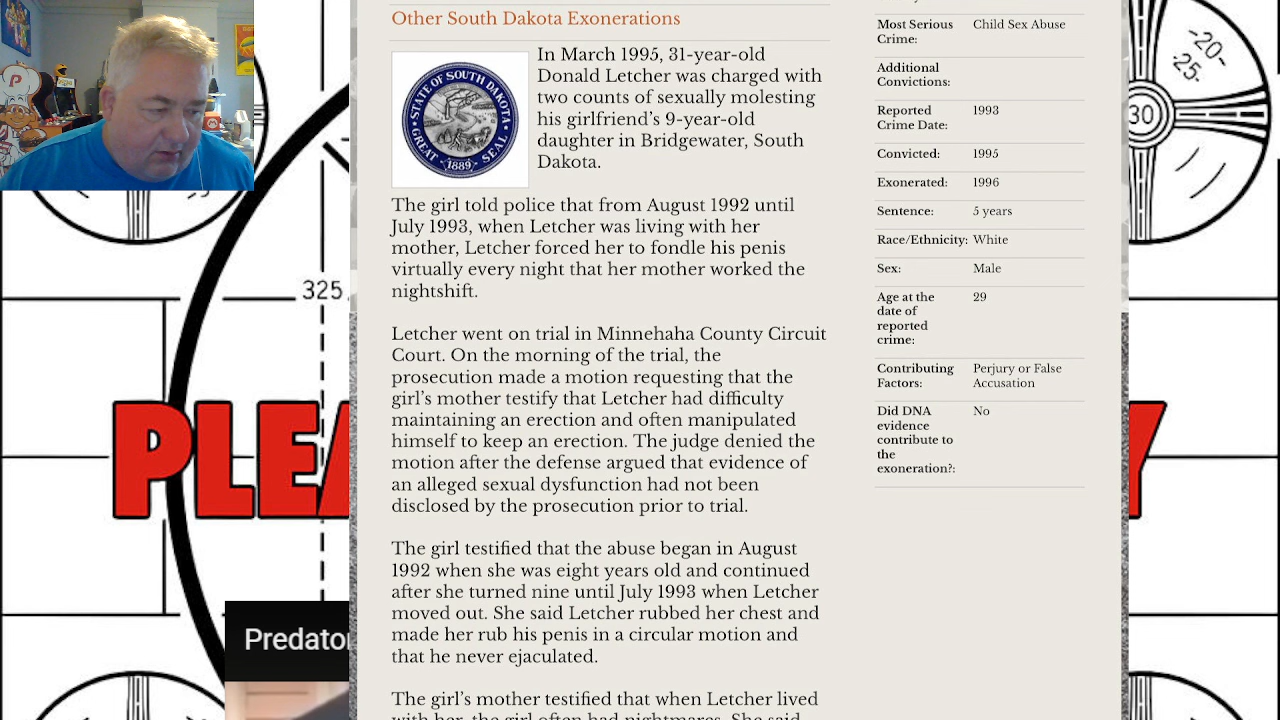 Other South Dakota Exonerations
STATE OF SOUTH DAKOTA
GREAT 1889 SEAL
In March 1995, 31-year-old
Donald Letcher was charged with
two counts of sexually molesting
his girlfriend’s 9-year-old
daughter in Bridgewater, South
Dakota.
The girl told police that from August 1992 until
July 1993, when Letcher was living with her
mother, Letcher forced her to fondle his penis
virtually every night that her mother worked the
nightshift.
Letcher went on trial in Minnehaha County Circuit
Court. On the morning of the trial, the
prosecution made a motion requesting that the
girl’s mother testify that Letcher had difficulty
maintaining an erection and often manipulated
himself to keep an erection. The judge denied the
motion after the defense argued that evidence of
an alleged sexual dysfunction had not been
disclosed by the prosecution prior to trial.
The girl testified that the abuse began in August
1992 when she was eight years old and continued
after she turned nine until July 1993 when Letcher
moved out. She said Letcher rubbed her chest and
made her rub his penis in a circular motion and
that he never ejaculated.
The girl’s mother testified that when Letcher lived
with her, the girl often had nightmares. She said
Most Serious Crime: Child Sex Abuse
Additional Convictions:
Reported Crime Date: 1993
Convicted: 1995
Exonerated: 1996
Sentence: 5 years
Race/Ethnicity: White
Sex: Male
Age at the date of reported crime: 29
Contributing Factors: Perjury or False Accusation
Did DNA evidence contribute to the exoneration?: No
325
PLEA
Y
Predator
-20-
-25-
30